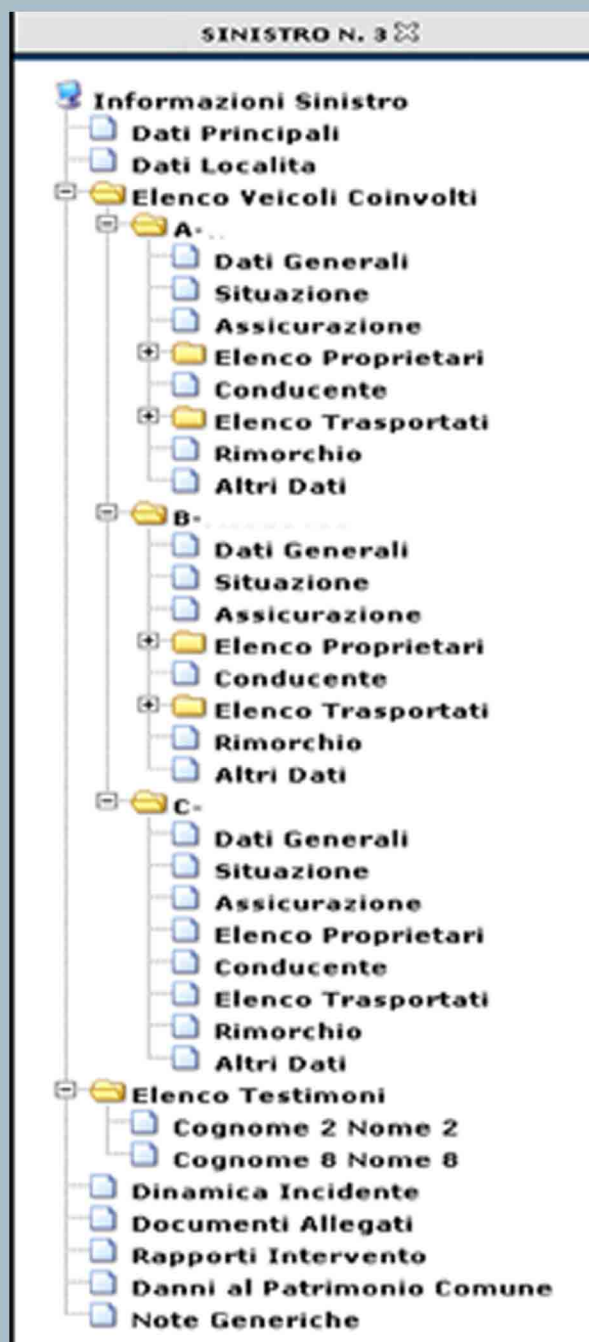 SINISTRO N. 3
Informazioni Sinistro
Dati Principali
Dati Localita
Elenco Veicoli Coinvolti
A-
Dati Generali
Situazione
Assicurazione
Elenco Proprietari
Conducente
Elenco Trasportati
Rimorchio
Altri Dati
B-
Dati Generali
Situazione
Assicurazione
Elenco Proprietari
Conducente
Elenco Trasportati
Rimorchio
Altri Dati
C-
Dati Generali
Situazione
Assicurazione
Elenco Proprietari
Conducente
Elenco Trasportati
Rimorchio
Altri Dati
Elenco Testimoni
Cognome 2 Nome 2
Cognome 8 Nome 8
Dinamica Incidente
Documenti Allegati
Rapporti Intervento
Danni al Patrimonio Comune
Note Generiche